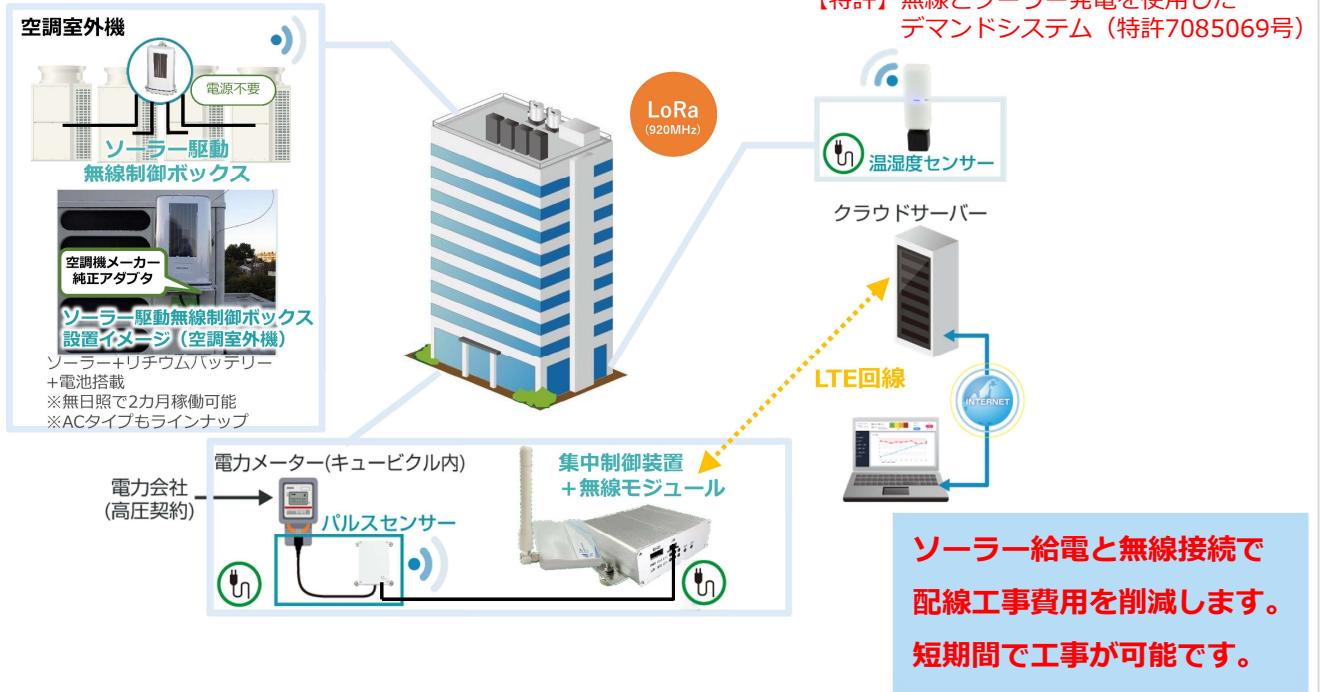 【特許】無線とソーラー発電を使用した
デマンドシステム（特許7085069号）
空調室外機
電源不要
ソーラー駆動
無線制御ボックス
空調機メーカー
純正アダプタ
ソーラー駆動無線制御ボックス
設置イメージ（空調室外機）
ソーラー+リチウムバッテリー
+電池搭載
※無日照で2カ月稼働可能
※ACタイプもラインナップ
LoRa
(920MHz)
温湿度センサー
クラウドサーバー
LTE回線
INTERNET
電力メーター(キュービクル内)
電力会社
(高圧契約)
パルスセンサー
集中制御装置
＋無線モジュール
ソーラー給電と無線接続で
配線工事費用を削減します。
短期間で工事が可能です。